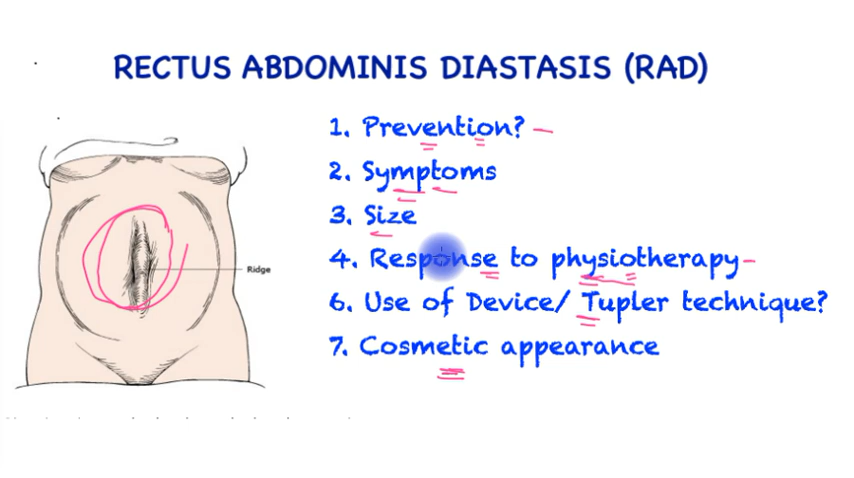 RECTUS ABDOMINIS DIASTASIS (RAD)
1. Prevention?
2. Symptoms
3. Size
4. Response to physiotherapy
6. Use of Device/ Tupler technique?
7. Cosmetic appearance
Ridge